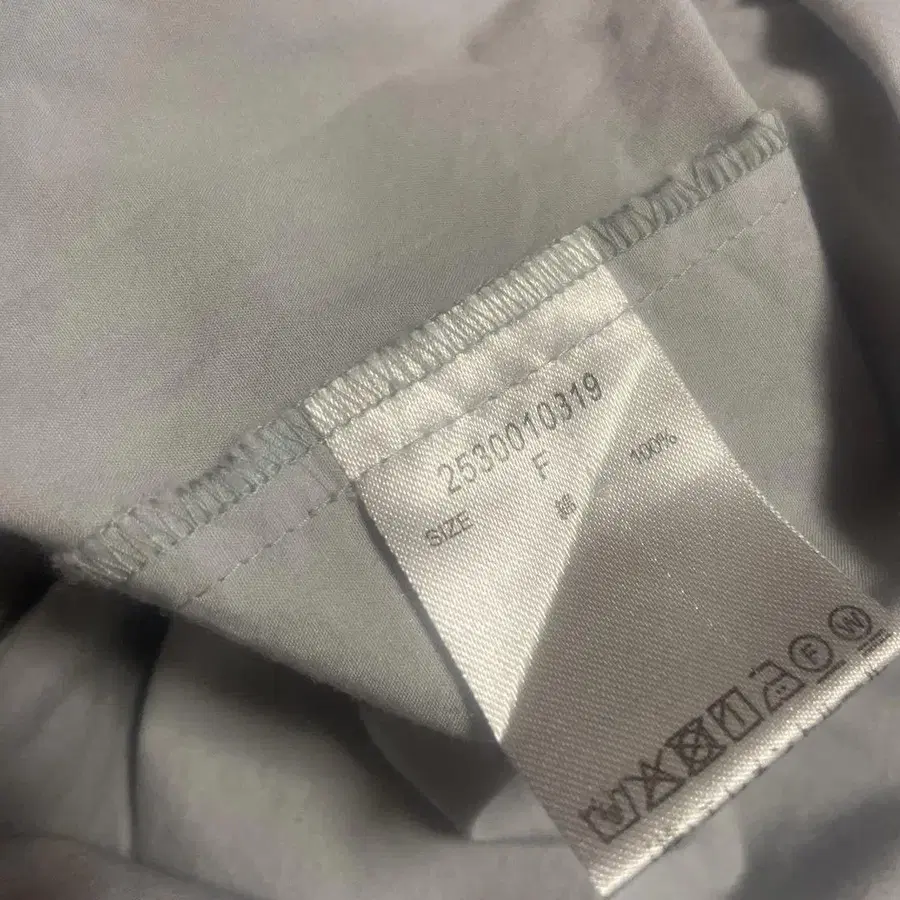 2530010319
SIZE F
綿 100%
F W